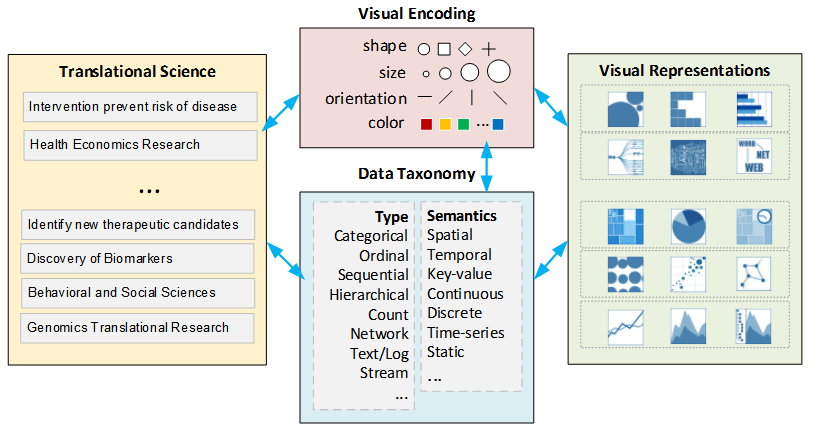 Visual Encoding
Translational Science
Intervention prevent risk of disease
Health Economics Research
...
Identify new therapeutic candidates
Discovery of Biomarkers
Behavioral and Social Sciences
Genomics Translational Research
shape
size
orientation
color
...
Data Taxonomy
Type
Categorical
Ordinal
Sequential
Hierarchical
Count
Network
Text/Log
Stream
...
Semantics
Spatial
Temporal
Key-value
Continuous
Discrete
Time-series
Static
...
Visual Representations
WORD
NET
WEB